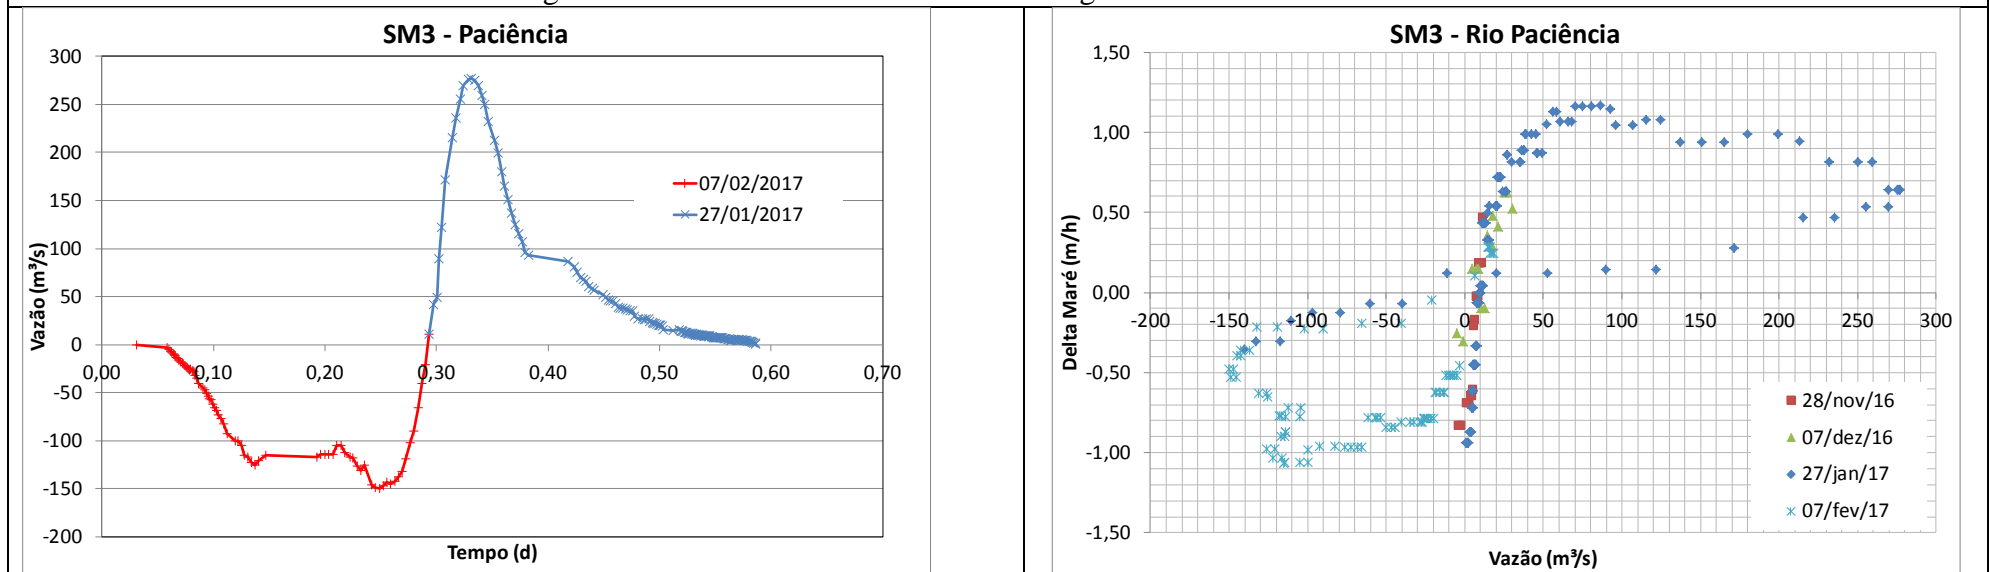 SM3 - Paciência
300
250
200
150
100
50
0
-50
-100
-150
-200
0,00 0,10 0,20 0,30 0,40 0,50 0,60 0,70
Vazão (m³/s)
Tempo (d)
07/02/2017
27/01/2017
SM3 - Rio Paciência
1,50
1,00
0,50
0,00
-0,50
-1,00
-1,50
-200 -150 -100 -50 0 50 100 150 200 250 300
Delta Maré (m/h)
Vazão (m³/s)
28/nov/16
07/dez/16
27/jan/17
07/fev/17